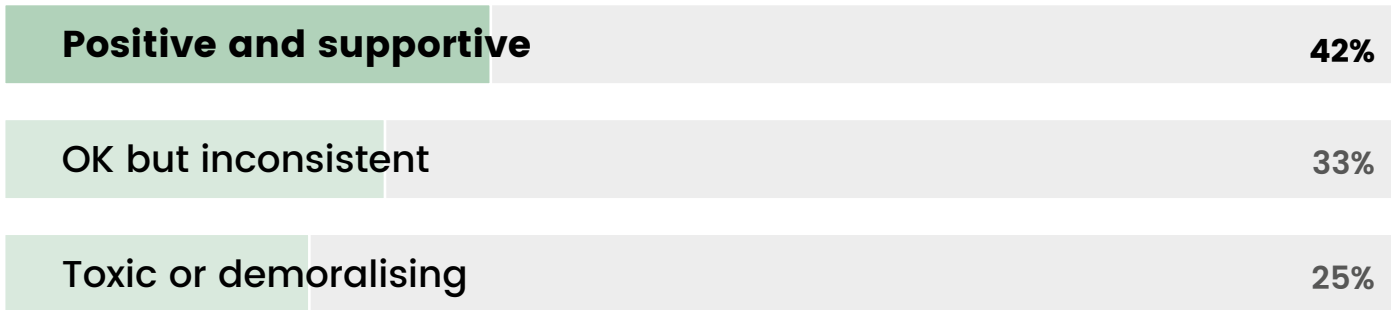 Positive and supportive 42%
OK but inconsistent 33%
Toxic or demoralising 25%